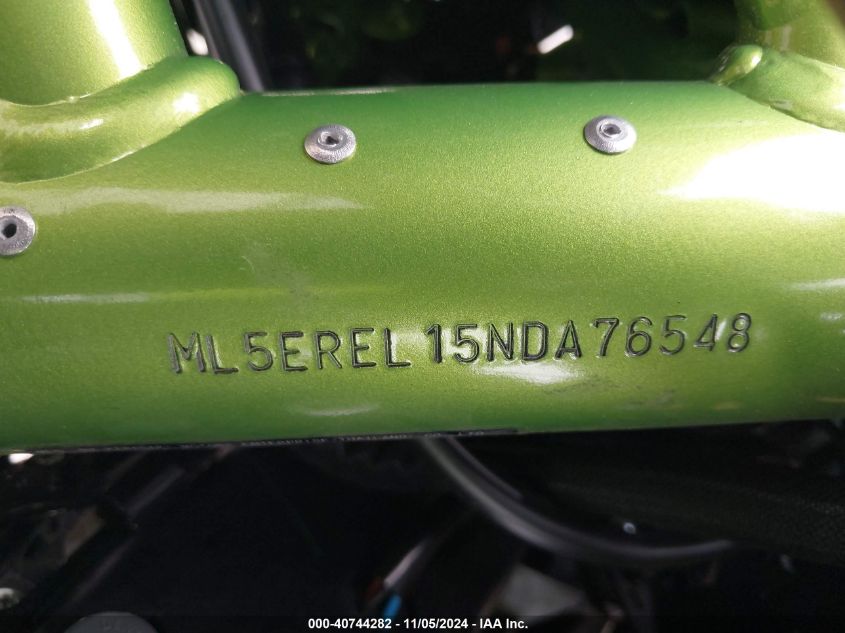 ML5EREL15NDA76548
000-40744282 - 11/05/2024 - IAA Inc.